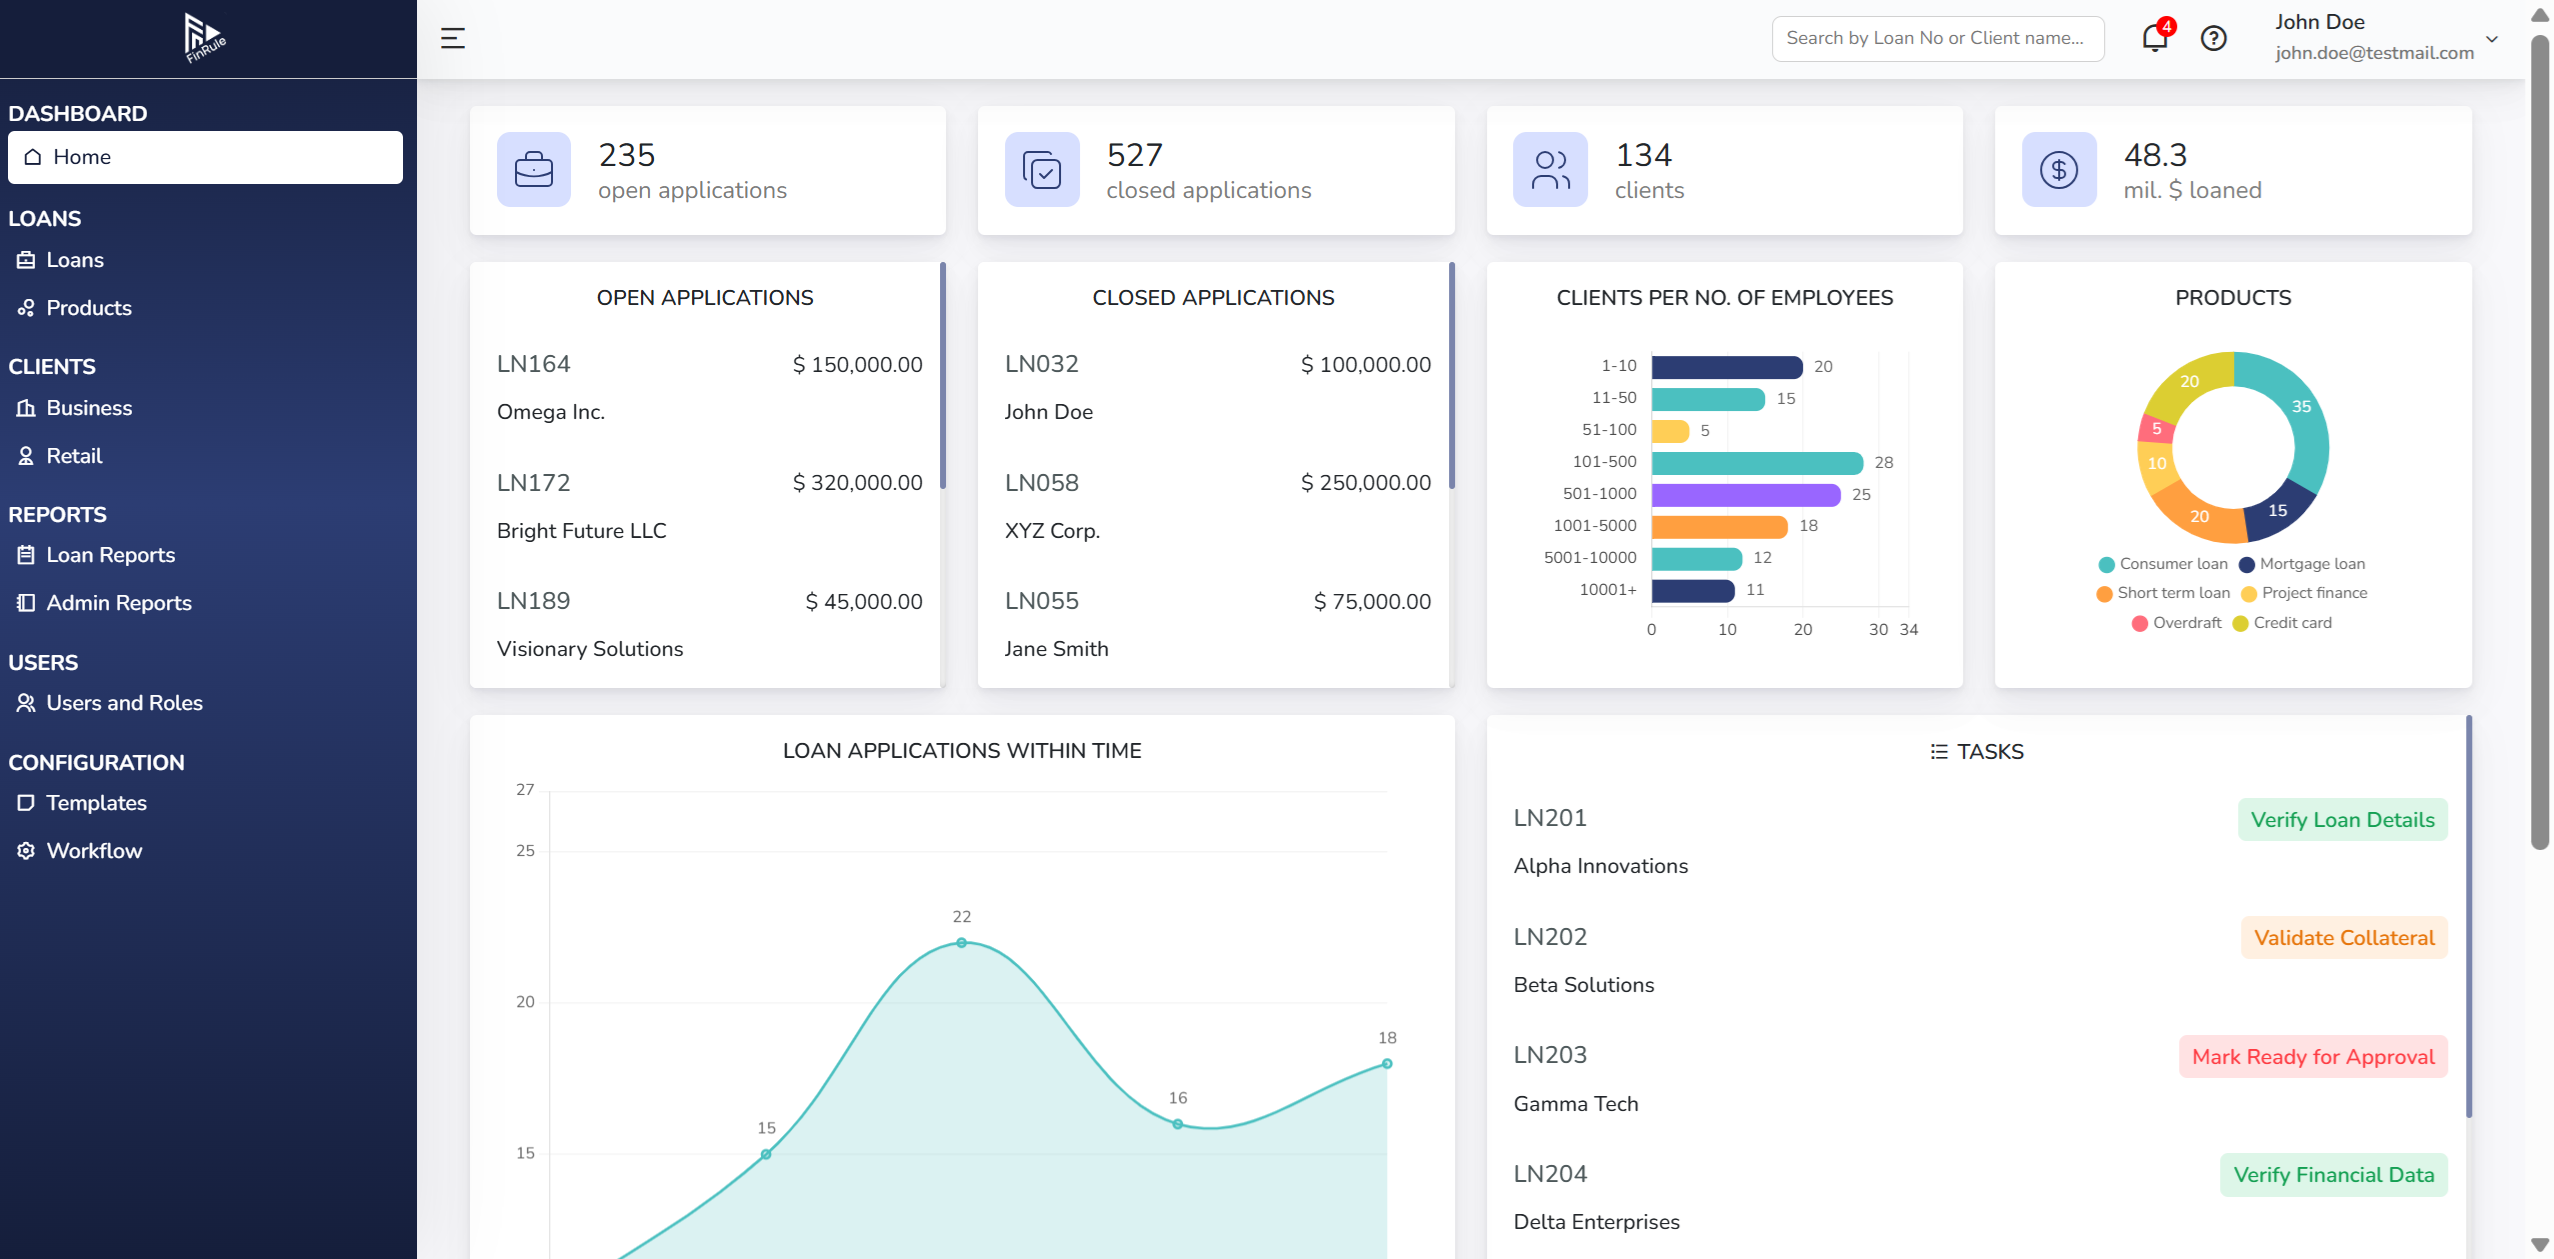 FinRule
Search by Loan No or Client name...
4
John Doe
john.doe@testmail.com
DASHBOARD
Home
LOANS
Loans
Products
CLIENTS
Business
Retail
REPORTS
Loan Reports
Admin Reports
USERS
Users and Roles
CONFIGURATION
Templates
Workflow
235
open applications
527
closed applications
134
clients
48.3
mil. $ loaned
OPEN APPLICATIONS
LN164 $ 150,000.00
Omega Inc.
LN172 $ 320,000.00
Bright Future LLC
LN189 $ 45,000.00
Visionary Solutions
CLOSED APPLICATIONS
LN032 $ 100,000.00
John Doe
LN058 $ 250,000.00
XYZ Corp.
LN055 $ 75,000.00
Jane Smith
CLIENTS PER NO. OF EMPLOYEES
1-10 20
11-50 15
51-100 5
101-500 28
501-1000 25
1001-5000 18
5001-10000 12
10001+ 11
0 10 20 30 34
PRODUCTS
20 35
5
10
20 15
Consumer loan Mortgage loan
Short term loan Project finance
Overdraft Credit card
LOAN APPLICATIONS WITHIN TIME
27
25
22
20
18
16
15
15
TASKS
LN201 Verify Loan Details
Alpha Innovations
LN202 Validate Collateral
Beta Solutions
LN203 Mark Ready for Approval
Gamma Tech
LN204 Verify Financial Data
Delta Enterprises